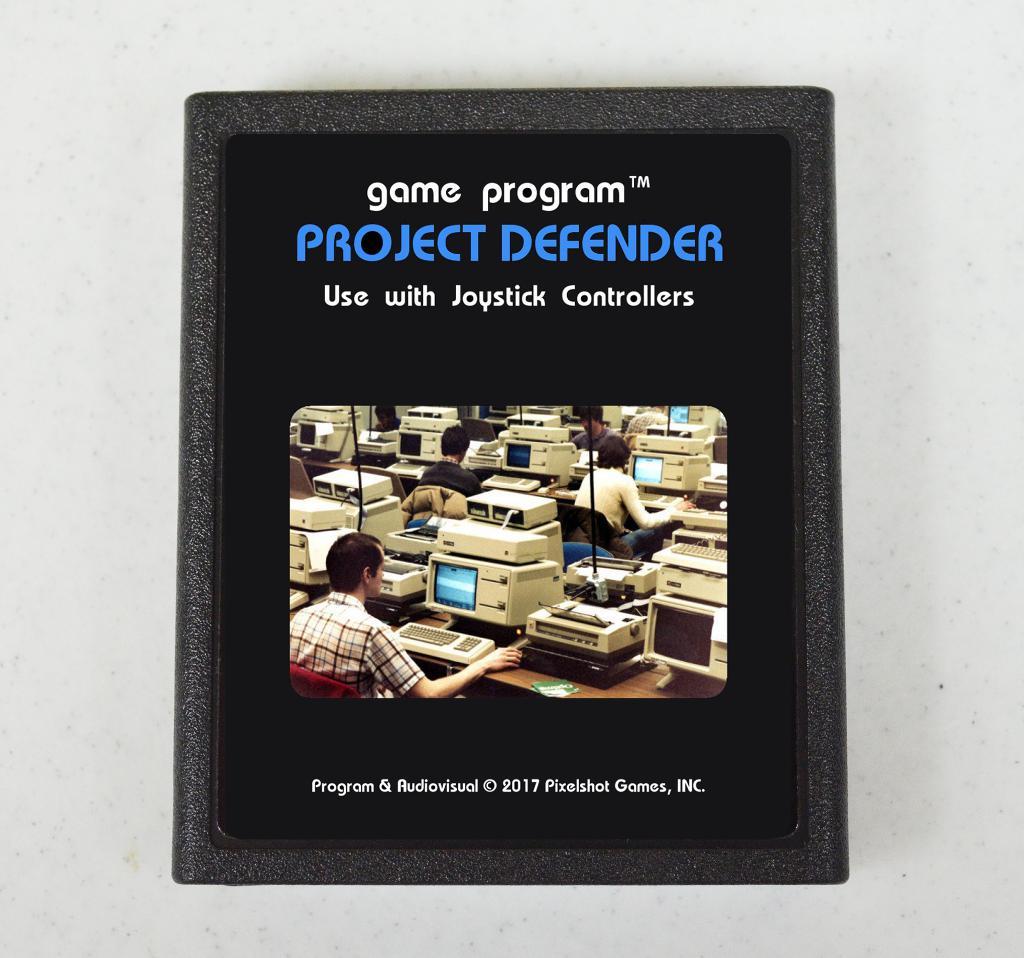 game program™
PROJECT DEFENDER
Use with Joystick Controllers
Program & Audiovisual © 2017 Pixelshot Games, INC.